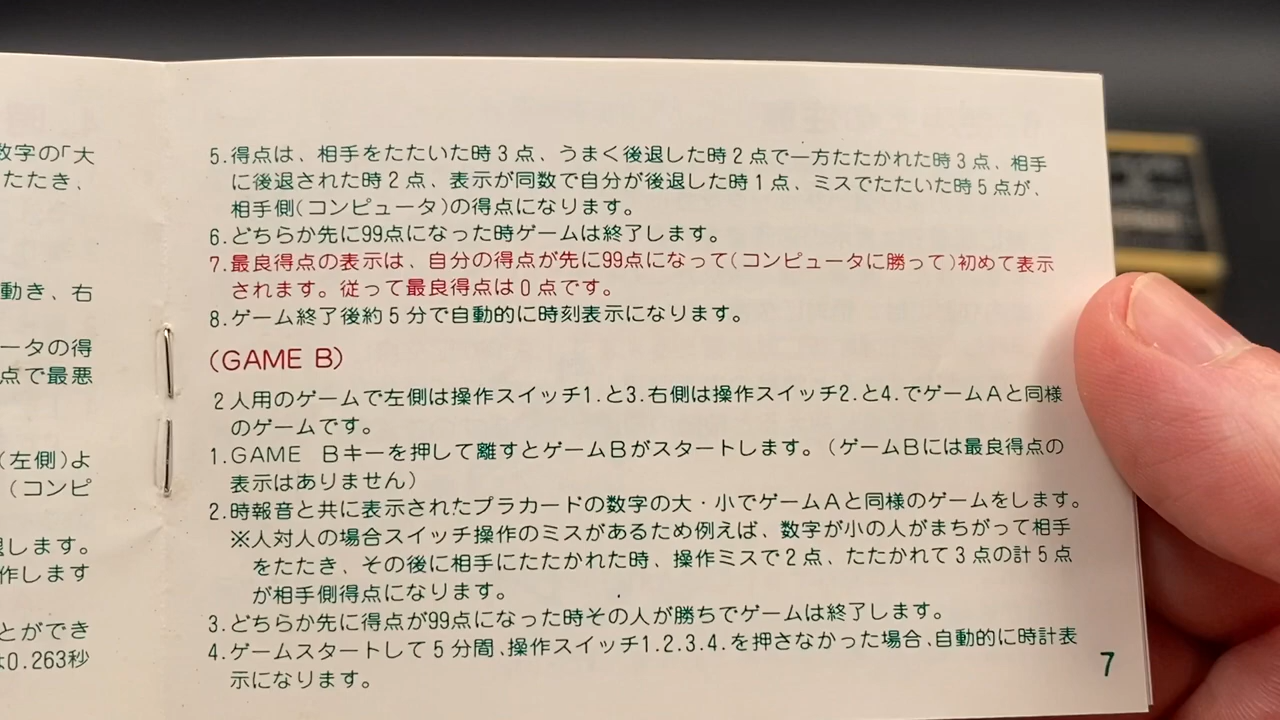 数字の「大
たたき、
動き、右
ータの得
点で最悪
(左側)よ
(コンピ
します。
作します
とができ
0.263秒
5.得点は、相手をたたいた時3点、うまく後退した時2点で一方たたかれた時3点、相手
に後退された時2点、表示が同数で自分が後退した時1点、ミスでたたいた時5点が、
相手側(コンピュータ)の得点になります。
6.どちらか先に99点になった時ゲームは終了します。
7.最良得点の表示は、自分の得点が先に99点になって(コンピュータに勝って)初めて表示
されます。従って最良得点は0点です。
8.ゲーム終了後約5分で自動的に時刻表示になります。
(GAME B)
2人用のゲームで左側は操作スイッチ1.と3.右側は操作スイッチ2.と4.でゲームAと同様
のゲームです。
1.GAME Bキーを押して離すとゲームBがスタートします。(ゲームBには最良得点の
表示はありません)
2.時報音と共に表示されたプラカードの数字の大・小でゲームAと同様のゲームをします。
※人対人の場合スイッチ操作のミスがあるため例えば、数字が小の人がまちがって相手
をたたき、その後に相手にたたかれた時、操作ミスで2点、たたかれて3点の計5点
が相手側得点になります。
3.どちらか先に得点が99点になった時その人が勝ちでゲームは終了します。
4.ゲームスタートして5分間、操作スイッチ1.2.3.4.を押さなかった場合、自動的に時計表
示になります。
7